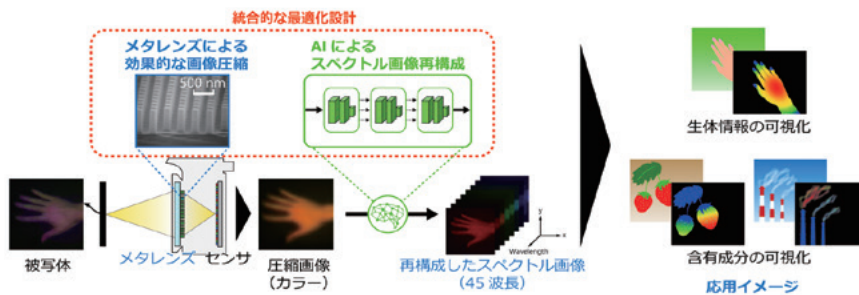 統合的な最適化設計
メタレンズによる
効果的な画像圧縮
500 nm
AIによる
スペクトル画像再構成
生体情報の可視化
被写体
メタレンズ
センサ
圧縮画像
（カラー）
y
x
Wavelength
再構成したスペクトル画像
（45 波長）
含有成分の可視化
応用イメージ